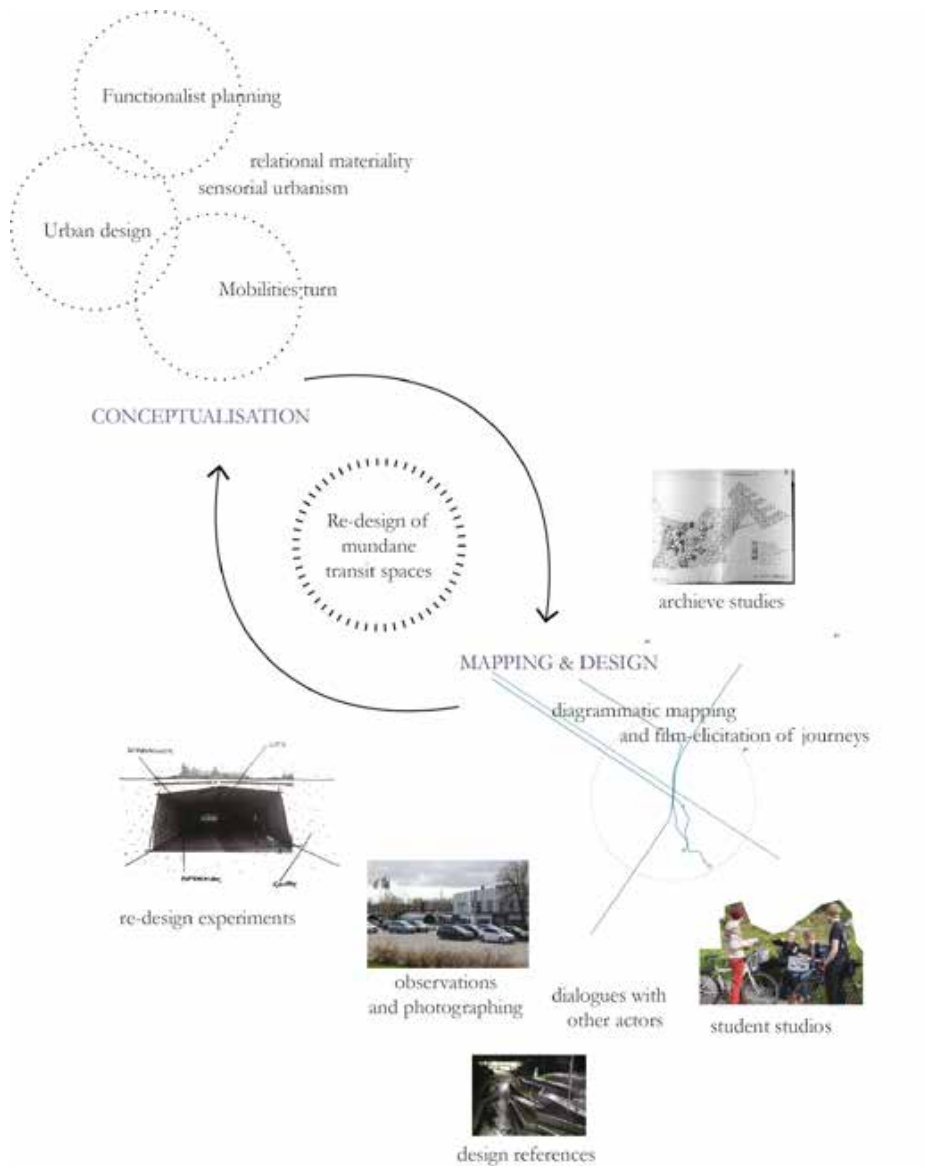 Functionalist planning
relational materiality
sensorial urbanism
Urban design
Mobilities turn
CONCEPTUALISATION
Re-design of
mundane
transit spaces
archieve studies
MAPPING & DESIGN
diagrammatic mapping
and film-elicitation of journeys
re-design experiments
observations
and photographing
dialogues with
other actors
student studios
design references